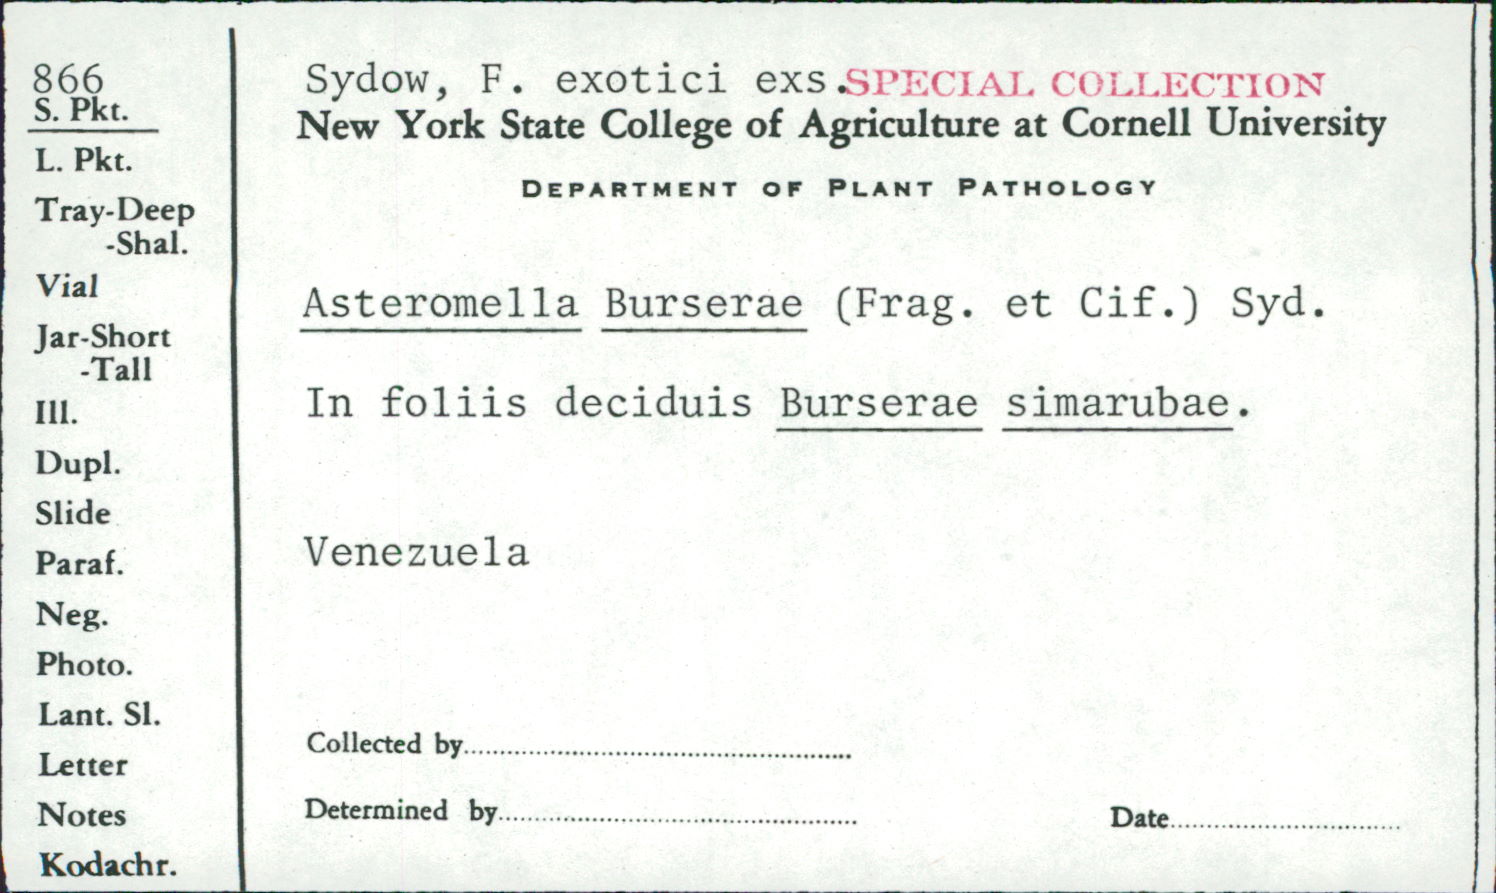 866
S. Pkt.
L. Pkt.
Tray-Deep
-Shal.
Vial
Jar-Short
-Tall
Ill.
Dupl.
Slide
Paraf.
Neg.
Photo.
Lant. Sl.
Letter
Notes
Kodachr.
Sydow, F. exotici exs. SPECIAL COLLECTION
New York State College of Agriculture at Cornell University
DEPARTMENT OF PLANT PATHOLOGY
Asteromella Burserae (Frag. et Cif.) Syd.
In foliis deciduis Burserae simarubae.
Venezuela
Collected by
Determined by
Date